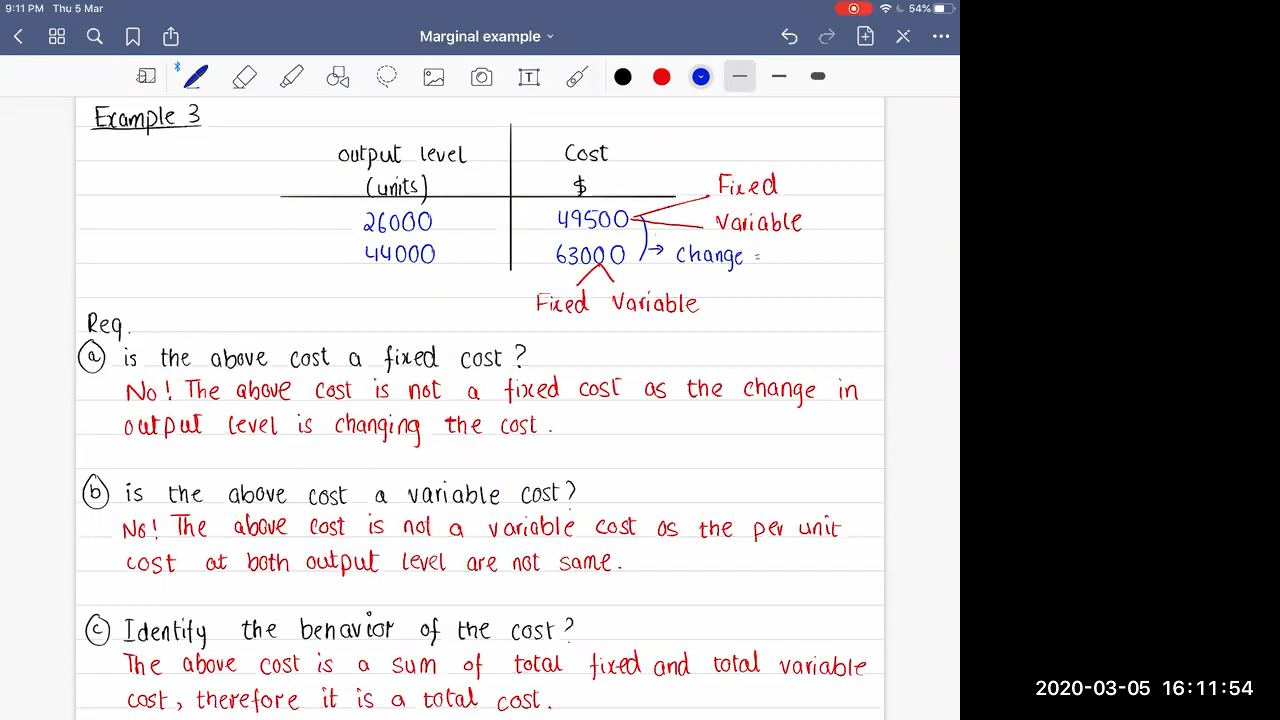 9:11 PM Thu 5 Mar
54%
Marginal example
Example 3
output level Cost
(units) $
Fixed
26000 49500 Variable
44000 63000 → Change =
Fixed Variable
Req.
(a) is the above cost a fixed cost?
No! The above cost is not a fixed cost as the change in
output level is changing the cost.
(b) is the above cost a variable cost?
No! The above cost is not a variable cost as the per unit
cost at both output level are not same.
(c) Identify the behavior of the cost?
The above cost is a sum of total fixed and total variable
cost, therefore it is a total cost.
2020-03-05 16:11:54